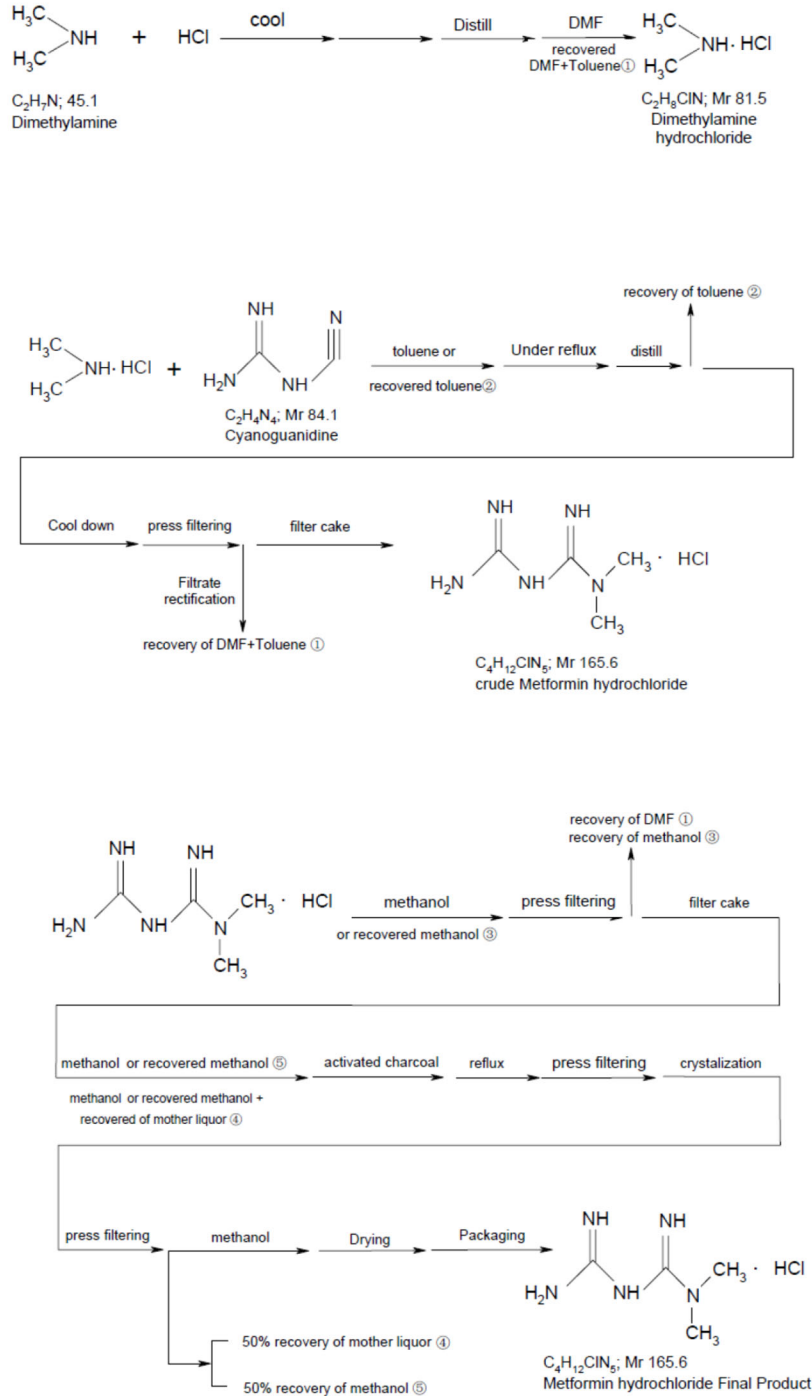 H₃C
NH
H₃C
+
HCl
cool
Distill
DMF
recovered
DMF+Toluene①
H₃C
NH· HCl
H₃C
C₂H₇N; 45.1
Dimethylamine
C₂H₈ClN; Mr 81.5
Dimethylamine
hydrochloride
recovery of toluene ②
H₃C
NH· HCl
H₃C
+
NH
N
H₂N
NH
C₂H₄N₄; Mr 84.1
Cyanoguanidine
toluene or
recovered toluene②
Under reflux
distill
Cool down
press filtering
filter cake
Filtrate
rectification
recovery of DMF+Toluene ①
NH
NH
H₂N
NH
N
CH₃ · HCl
CH₃
C₄H₁₂ClN₅; Mr 165.6
crude Metformin hydrochloride
recovery of DMF ①
recovery of methanol ③
NH
NH
H₂N
NH
N
CH₃ · HCl
CH₃
methanol
or recovered methanol ③
press filtering
filter cake
methanol or recovered methanol ⑤
methanol or recovered methanol +
recovered of mother liquor ④
activated charcoal
reflux
press filtering
crystalization
press filtering
methanol
Drying
Packaging
50% recovery of mother liquor ④
50% recovery of methanol ⑤
NH
NH
H₂N
NH
N
CH₃ · HCl
CH₃
C₄H₁₂ClN₅; Mr 165.6
Metformin hydrochloride Final Product